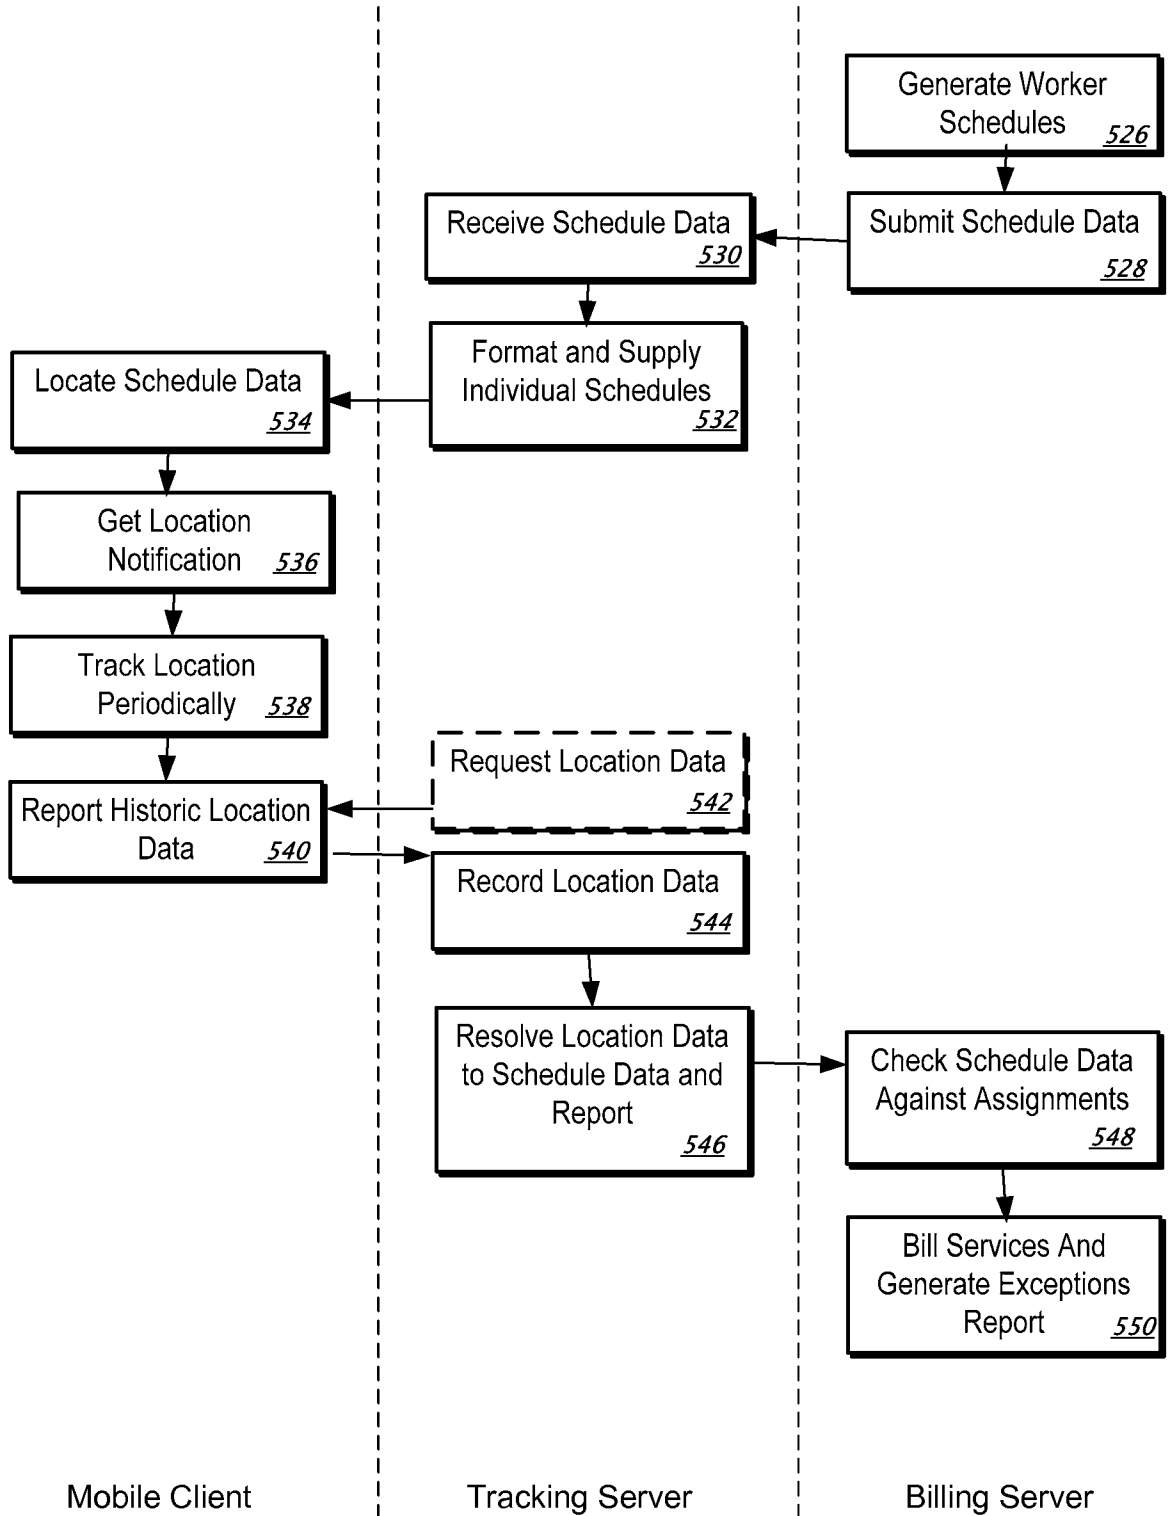 Generate Worker
Schedules
526
Submit Schedule Data
528
Receive Schedule Data
530
Format and Supply
Individual Schedules
532
Locate Schedule Data
534
Get Location
Notification
536
Track Location
Periodically
538
Request Location Data
542
Report Historic Location
Data
540
Record Location Data
544
Resolve Location Data
to Schedule Data and
Report
546
Check Schedule Data
Against Assignments
548
Bill Services And
Generate Exceptions
Report
550
Mobile Client
Tracking Server
Billing Server